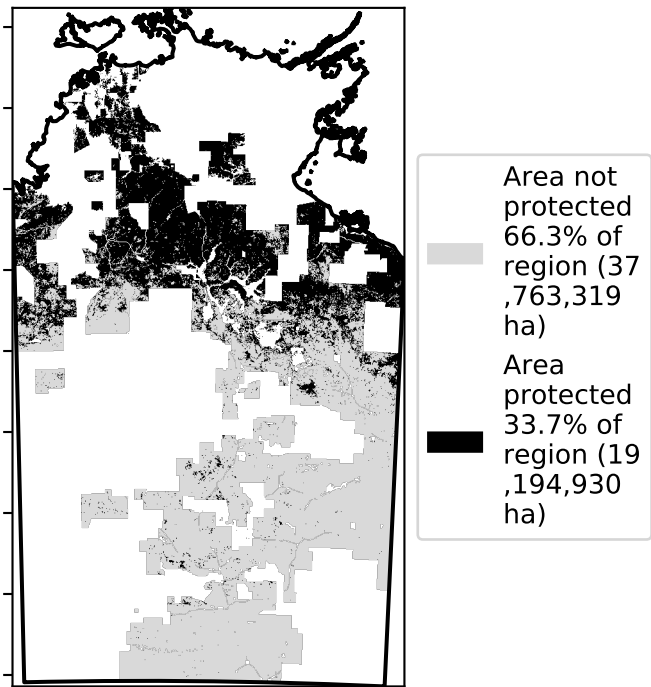 Area not
protected
66.3% of
region (37
,763,319
ha)
Area
protected
33.7% of
region (19
,194,930
ha)